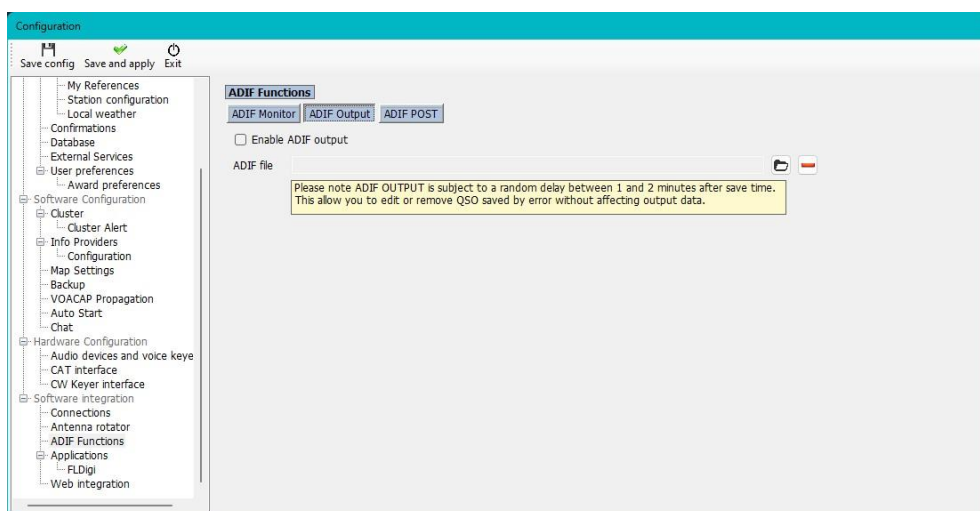 Configuration
Save config Save and apply Exit
My References
Station configuration
Local weather
Confirmations
Database
External Services
User preferences
Award preferences
Software Configuration
Cluster
Cluster Alert
Info Providers
Configuration
Map Settings
Backup
VOACAP Propagation
Auto Start
Chat
Hardware Configuration
Audio devices and voice keye
CAT interface
CW Keyer interface
Software integration
Connections
Antenna rotator
ADIF Functions
Applications
FLDigi
Web integration
ADIF Functions
ADIF Monitor ADIF Output ADIF POST
Enable ADIF output
ADIF file
Please note ADIF OUTPUT is subject to a random delay between 1 and 2 minutes after save time.
This allow you to edit or remove QSO saved by error without affecting output data.